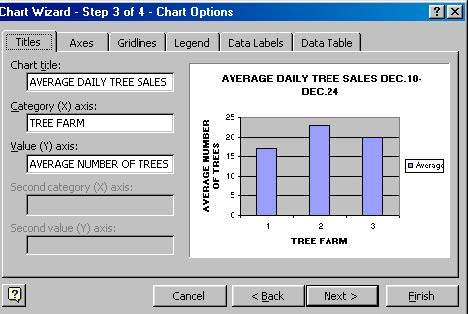 Chart Wizard - Step 3 of 4 - Chart Options
Titles
Axes
Gridlines
Legend
Data Labels
Data Table
Chart title:
AVERAGE DAILY TREE SALES
Category (X) axis:
TREE FARM
Value (Y) axis:
AVERAGE NUMBER OF TREES
Second category (X) axis:
Second value (Y) axis:
AVERAGE DAILY TREE SALES DEC.10-
DEC.24
AVERAGE NUMBER
OF TREES
25
20
15
10
5
0
1
2
3
TREE FARM
Average
?
Cancel
< Back
Next >
Finish